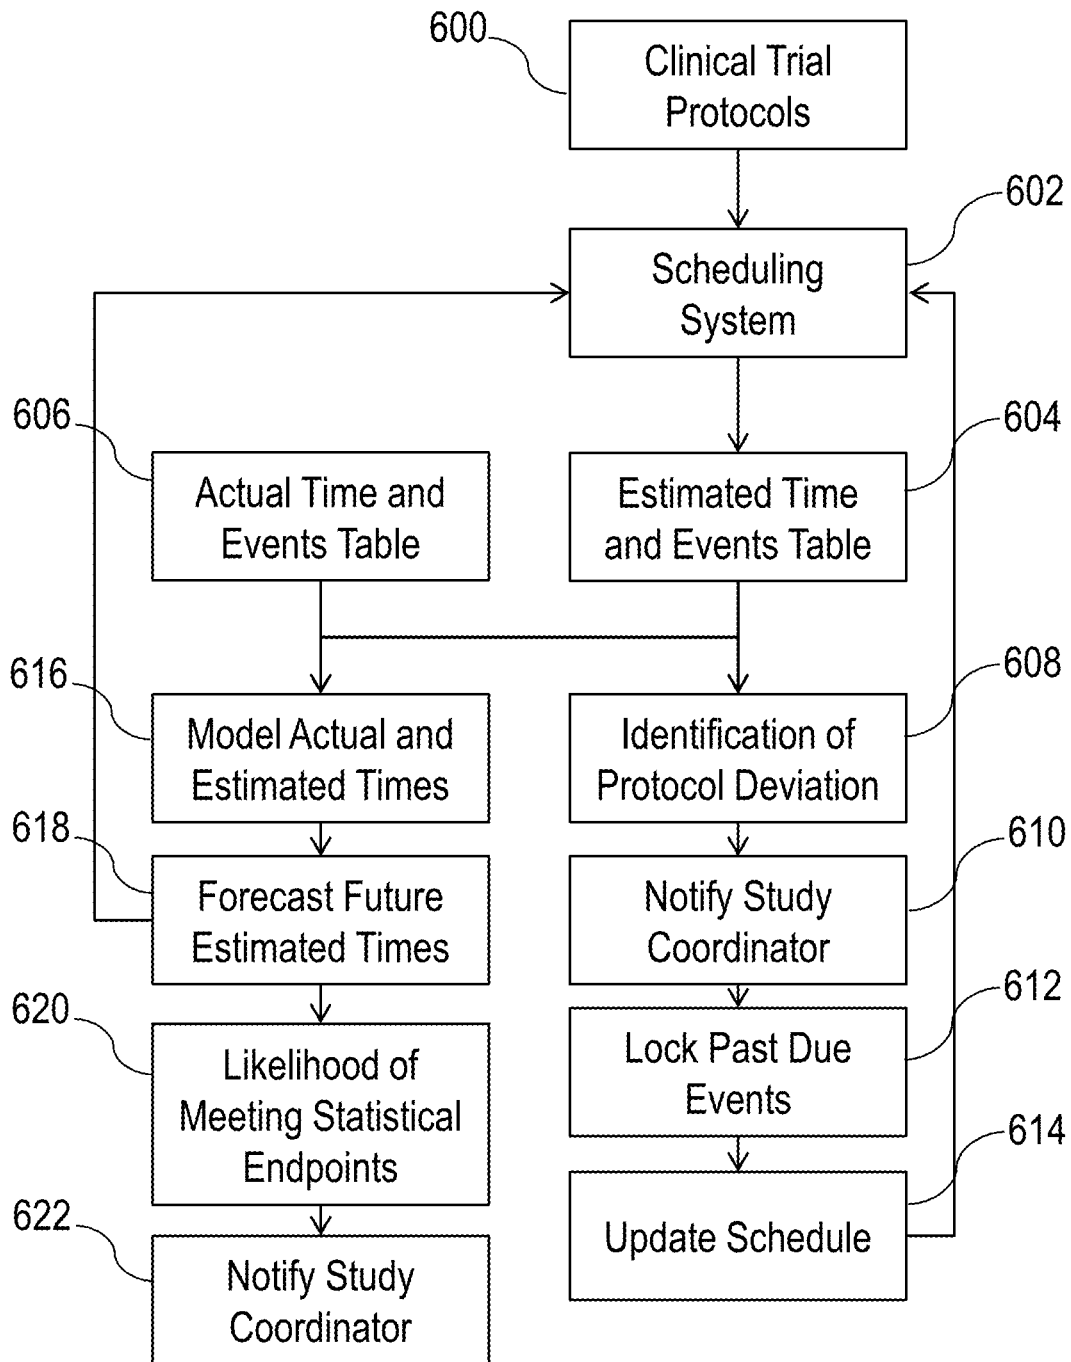 600
Clinical Trial
Protocols
602
Scheduling
System
606
Actual Time and
Events Table
604
Estimated Time
and Events Table
616
Model Actual and
Estimated Times
608
Identification of
Protocol Deviation
618
Forecast Future
Estimated Times
610
Notify Study
Coordinator
620
Likelihood of
Meeting Statistical
Endpoints
612
Lock Past Due
Events
614
Update Schedule
622
Notify Study
Coordinator